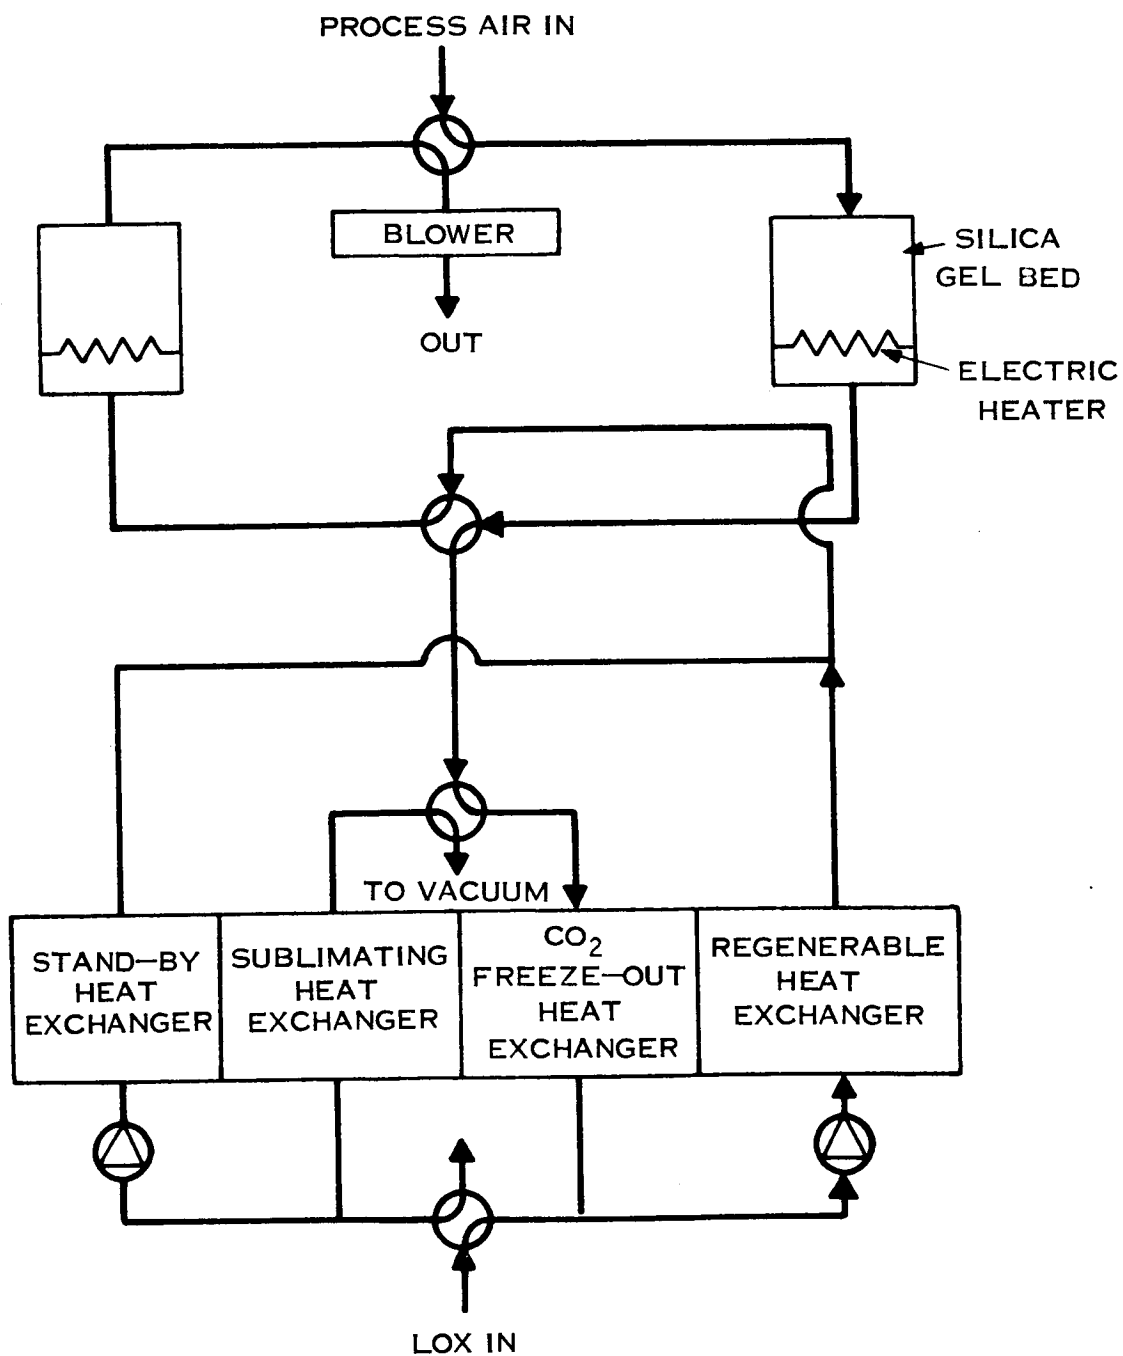 PROCESS AIR IN
BLOWER
OUT
SILICA
GEL BED
ELECTRIC
HEATER
TO VACUUM
STAND-BY
HEAT
EXCHANGER
SUBLIMATING
HEAT
EXCHANGER
CO2
FREEZE-OUT
HEAT
EXCHANGER
REGENERABLE
HEAT
EXCHANGER
LOX IN